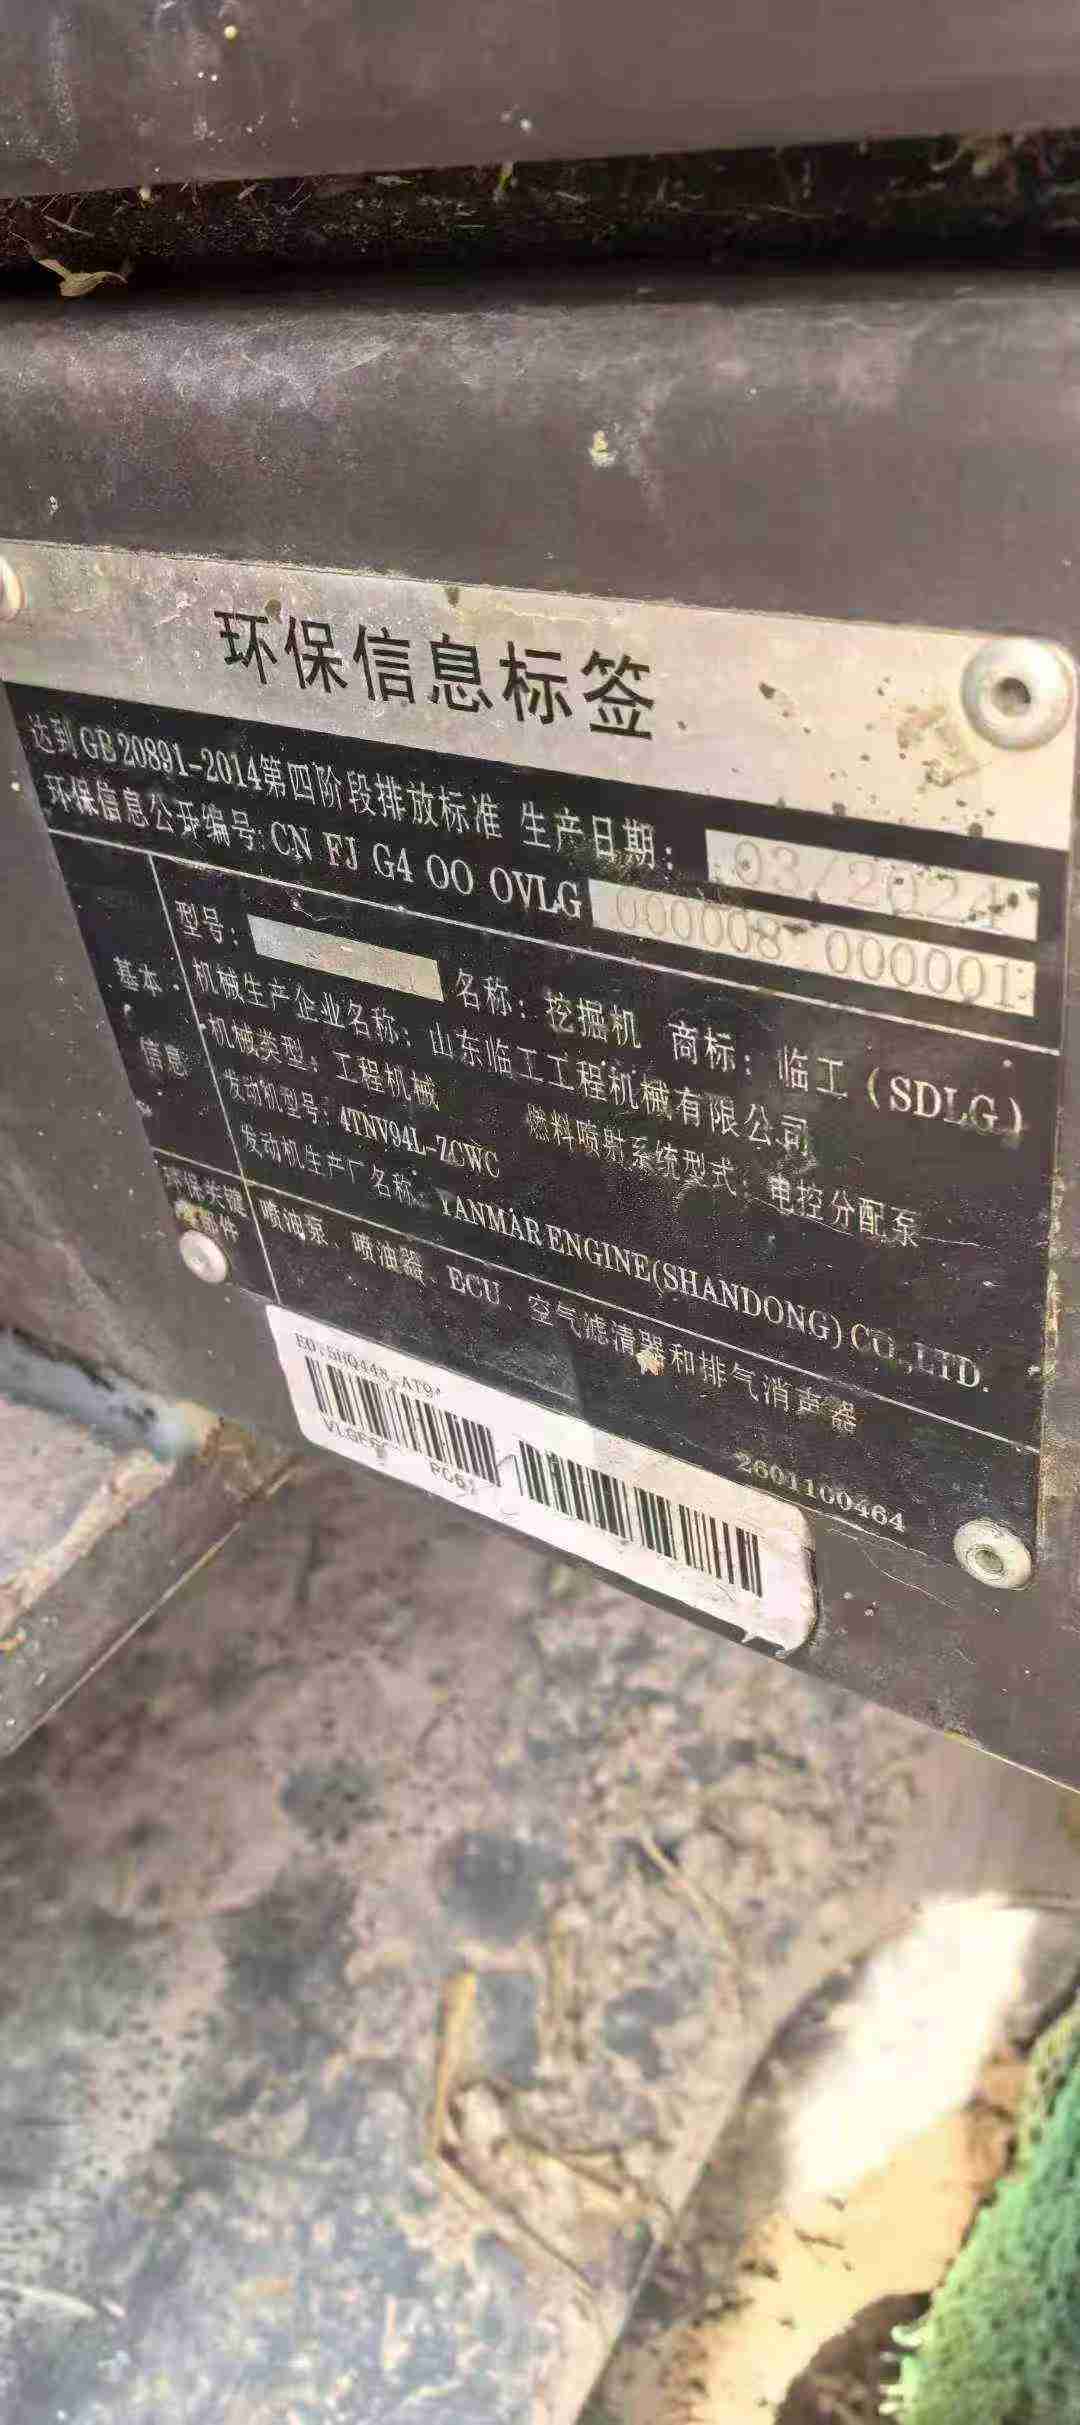 环保信息标签
达到GB 20891-2014第四阶段排放标准 生产日期: 03/2024
环保信息公开编号: CN FJ G4 00 0VLG 000008 000001
型号: 名称: 挖掘机 商标: 临工 (SDLG)
基本信息
机械生产企业名称: 山东临工工程机械有限公司
机械类型: 工程机械 燃料喷射系统型式: 电控分配泵
发动机型号: 4TNV94L-ZCWC
发动机生产厂名称: YANMAR ENGINE(SHANDONG) CO.,LTD.
环保关键部件
喷油泵、喷油器、ECU、空气滤清器和排气消声器
2601100464